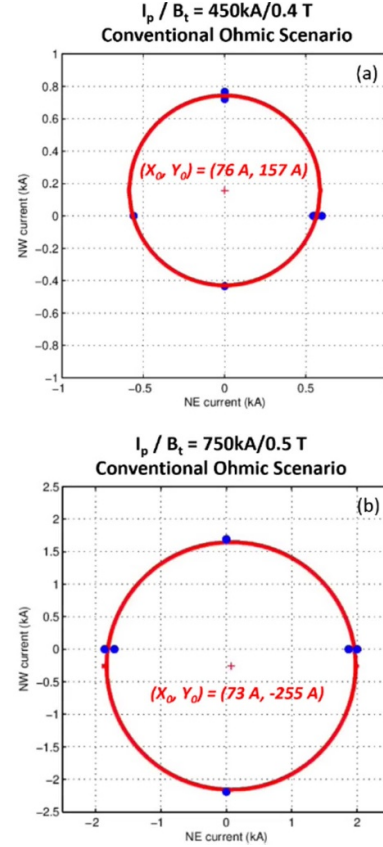 I_p / B_t = 450kA/0.4 T
Conventional Ohmic Scenario
(a)
1
0.8
0.6
0.4
0.2
0
-0.2
-0.4
-0.6
-0.8
-1
NW current (kA)
(X_0, Y_0) = (76 A, 157 A)
-1
-0.5
0
0.5
NE current (kA)
I_p / B_t = 750kA/0.5 T
Conventional Ohmic Scenario
(b)
2.5
2
1.5
1
0.5
0
-0.5
-1
-1.5
-2
-2.5
NW current (kA)
(X_0, Y_0) = (73 A, -255 A)
-2
-1
0
1
2
NE current (kA)